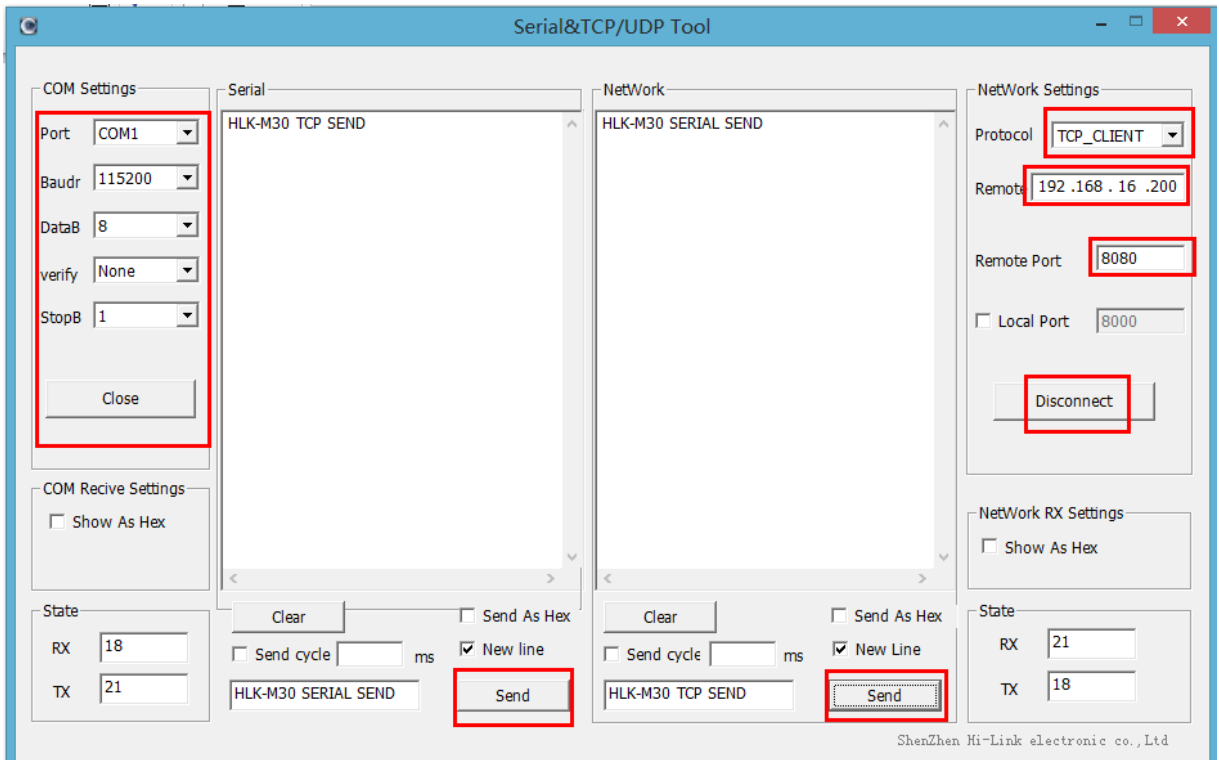 Serial&TCP/UDP Tool
COM Settings
Port COM1
Baudr 115200
DataB 8
verify None
StopB 1
Close
COM Recive Settings
Show As Hex
State
RX 18
TX 21
Serial
HLK-M30 TCP SEND
Clear
Send As Hex
Send cycle ms
New line
HLK-M30 SERIAL SEND
Send
NetWork
HLK-M30 SERIAL SEND
Clear
Send As Hex
Send cycle ms
New Line
HLK-M30 TCP SEND
Send
NetWork Settings
Protocol TCP_CLIENT
Remote 192 .168 . 16 .200
Remote Port 8080
Local Port 8000
Disconnect
NetWork RX Settings
Show As Hex
State
RX 21
TX 18
ShenZhen Hi-Link electronic co.,Ltd